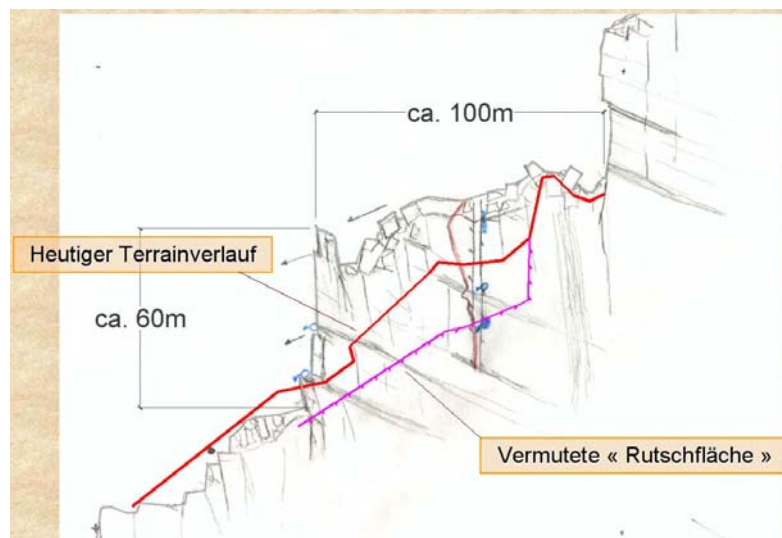 ca. 100m
Heutiger Terrainverlauf
ca. 60m
Vermutete « Rutschfläche »